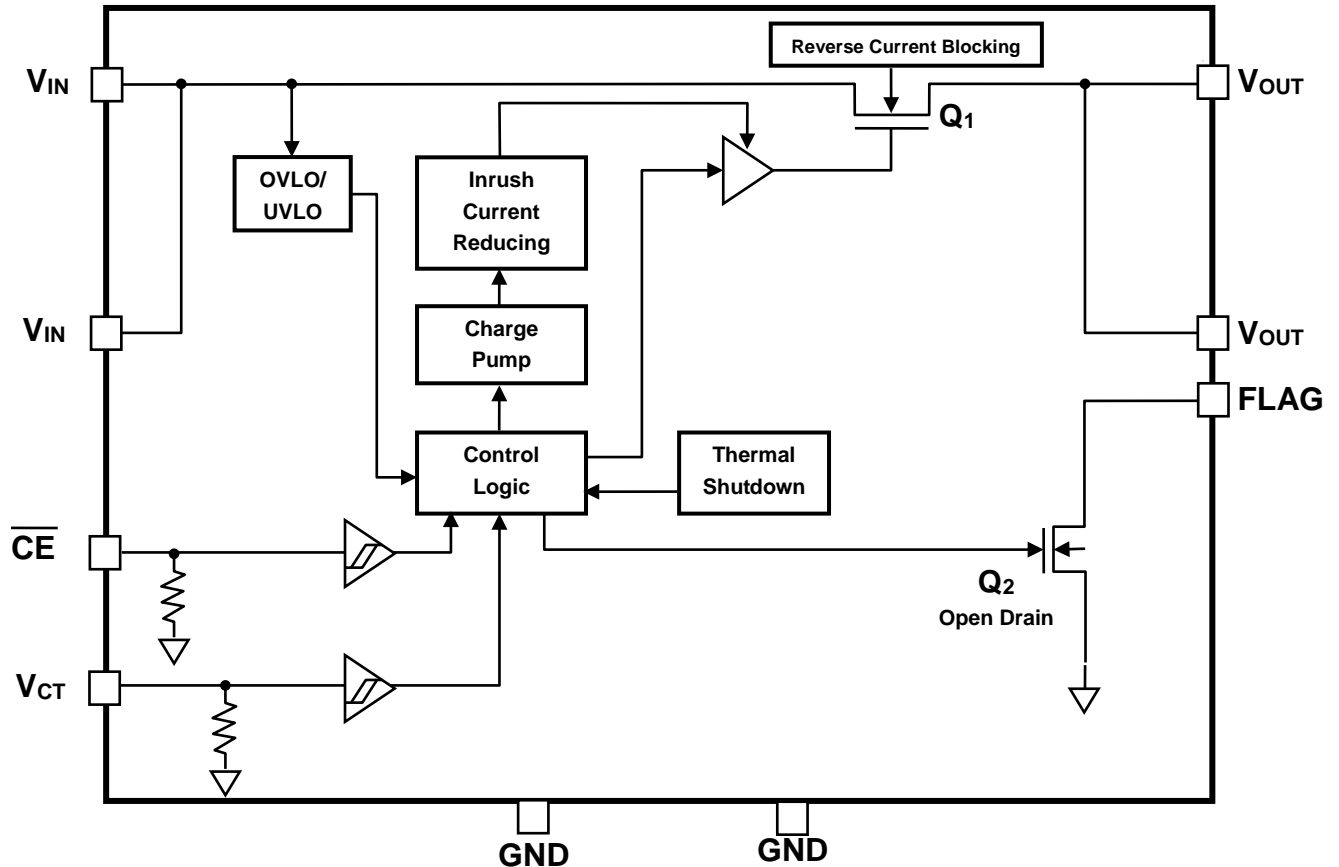 Reverse Current Blocking
VIN
VOUT
Q1
OVLO/
UVLO
Inrush
Current
Reducing
VIN
Charge
Pump
VOUT
FLAG
Control
Logic
Thermal
Shutdown
CE
Q2
Open Drain
VCT
GND
GND